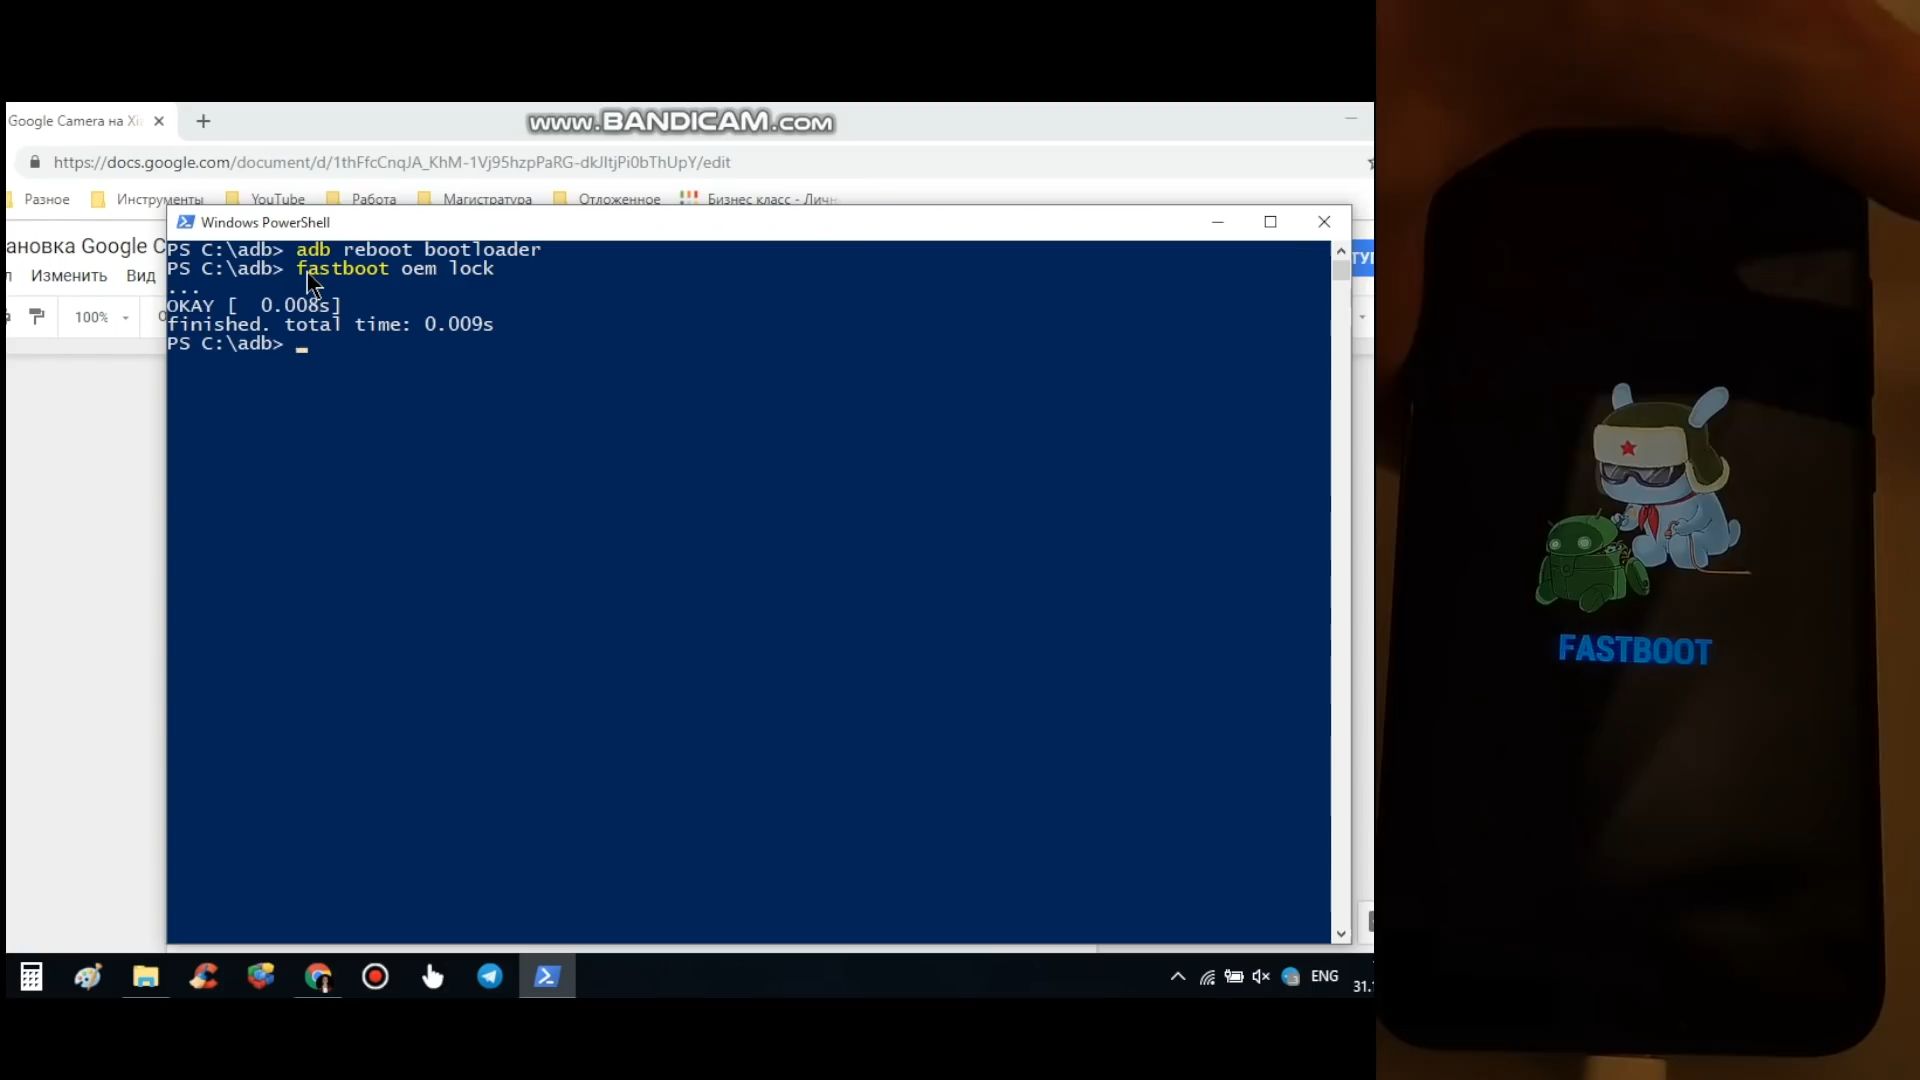 Google Camera на Xi
www.BANDICAM.com
https://docs.google.com/document/d/1thFfcCnqJA_KhM-1Vj95hzpPaRG-dkJItjPi0bThUpY/edit
Разное
Инструменты
YouTube
Работа
Магистратура
Отложенное
Бизнес класс - Личн
Windows PowerShell
ановка Google C
Изменить
Вид
100%
PS C:\adb> adb reboot bootloader
PS C:\adb> fastboot oem lock
...
OKAY [  0.008s]
finished. total time: 0.009s
PS C:\adb>
FASTBOOT
ENG
31.